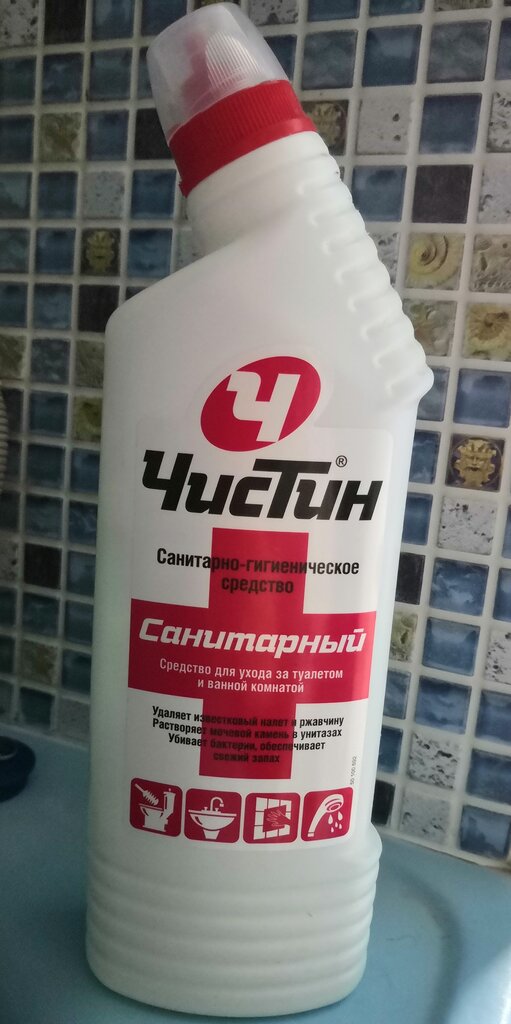 Ч
ЧисТин®
Санитарно-гигиеническое
средство
Санитарный
Средство для ухода за туалетом
и ванной комнатой
Удаляет известковый налет и ржавчину
Растворяет мочевой камень в унитазах
Убивает бактерии, обеспечивает
свежий запах